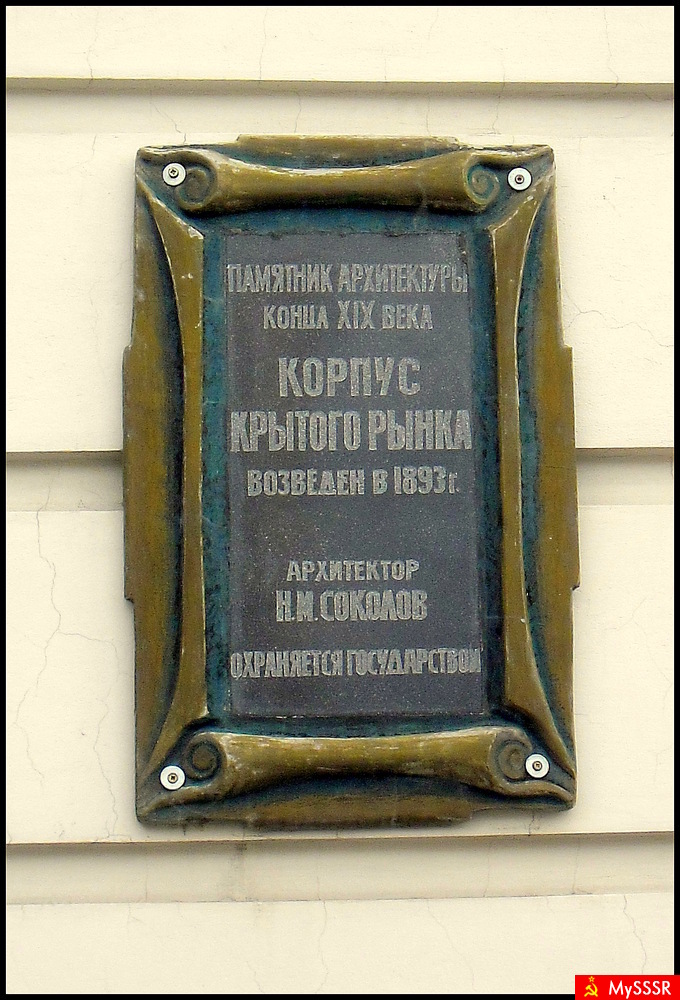 ПАМЯТНИК АРХИТЕКТУРЫ
КОНЦА XIX ВЕКА
КОРПУС
КРЫТОГО РЫНКА
ВОЗВЕДЕН В 1893 г.
АРХИТЕКТОР
Н.М. СОКОЛОВ
ОХРАНЯЕТСЯ ГОСУДАРСТВОМ
MySSSR